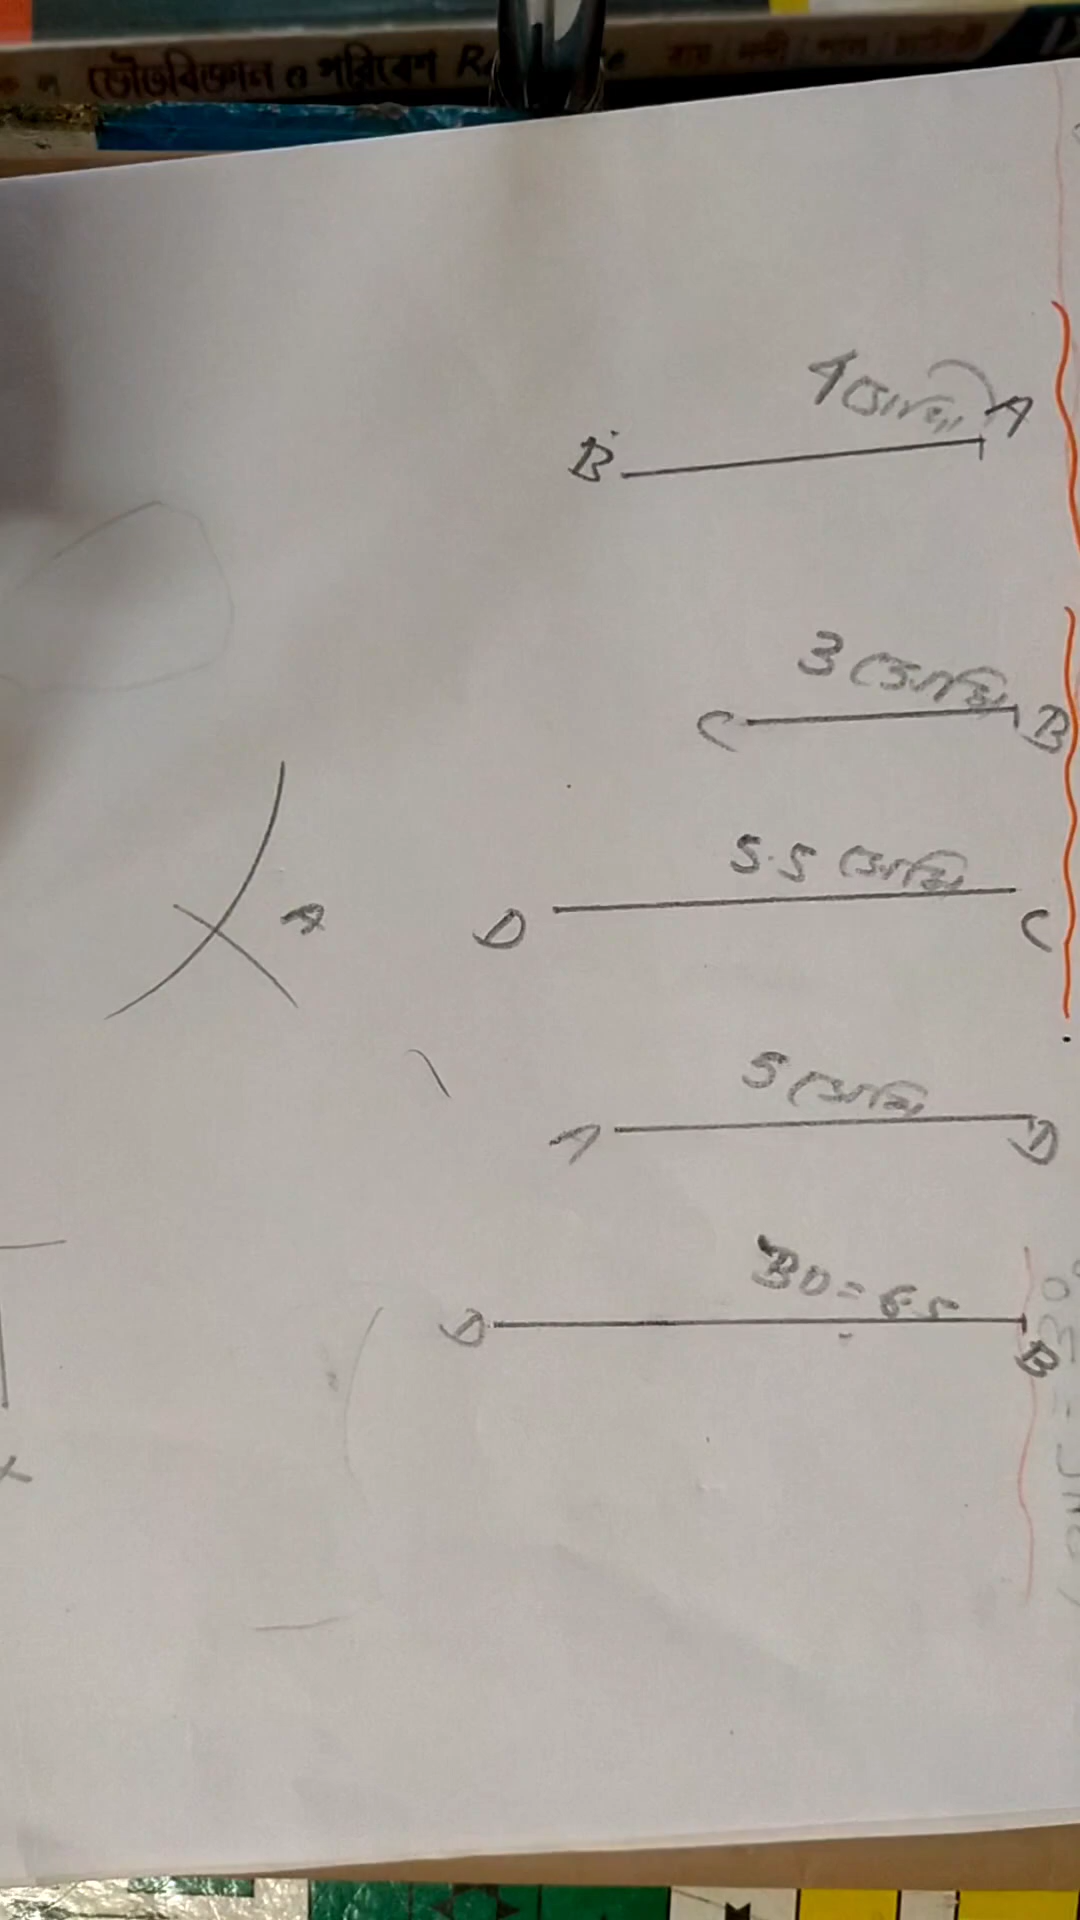 ভৌতবিজ্ঞান ও পরিবেশ
4 সেমি A
B
3 সেমি
C B
5.5 সেমি
A
D C
5 সেমি
A D
BD = 6.5
D B
x